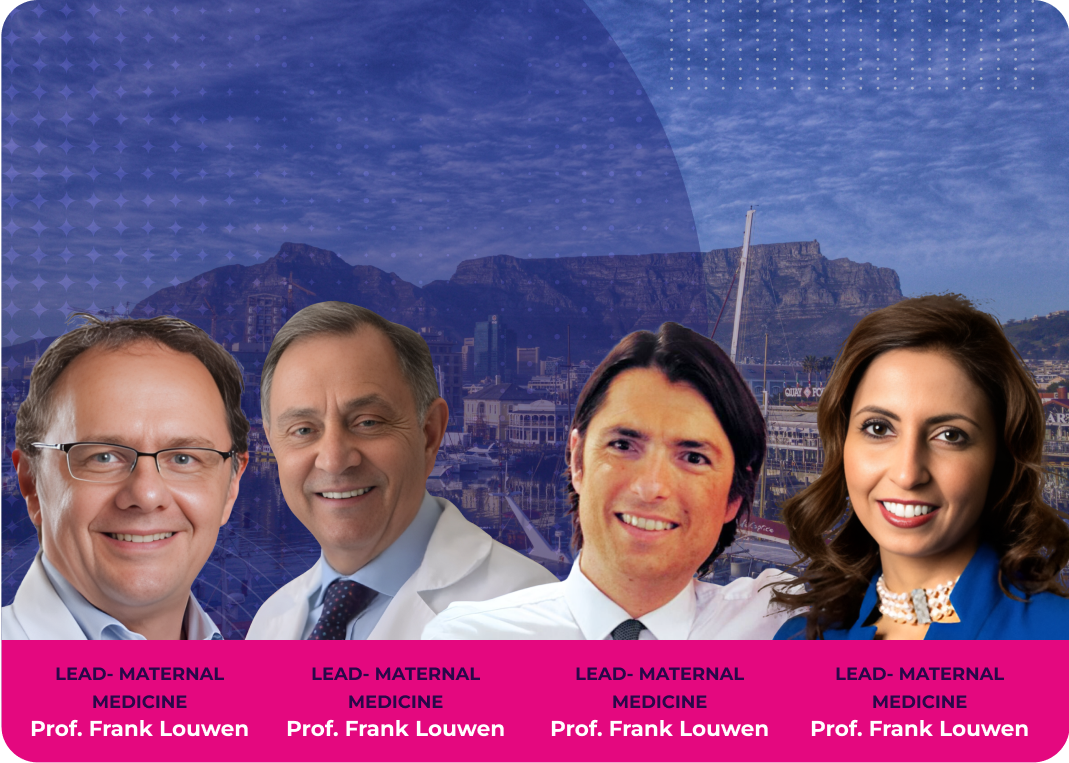 QUAY
LEAD- MATERNAL
MEDICINE
Prof. Frank Louwen
LEAD- MATERNAL
MEDICINE
Prof. Frank Louwen
LEAD- MATERNAL
MEDICINE
Prof. Frank Louwen
LEAD- MATERNAL
MEDICINE
Prof. Frank Louwen